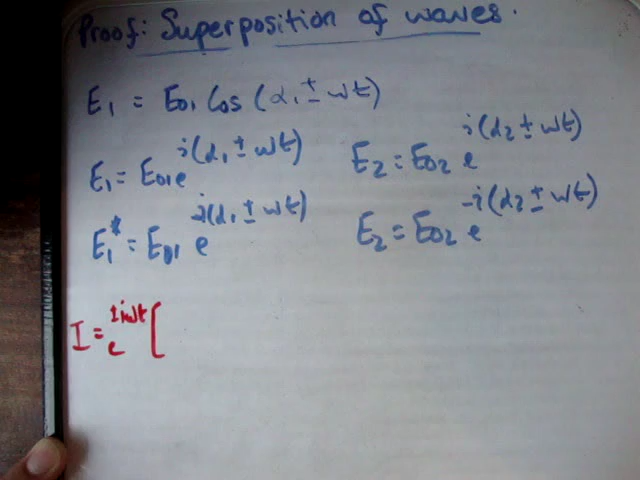 Proof: Superposition of waves.
E₁ = E₀₁ Cos (α₁ ± ωt)
E₁ = E₀₁ e^i(α₁ ± ωt) E₂ = E₀₂ e^i(α₂ ± ωt)
E₁* = E₀₁ e^-i(α₁ ± ωt) E₂ = E₀₂ e^-i(α₂ ± ωt)
I = e^±iωt [